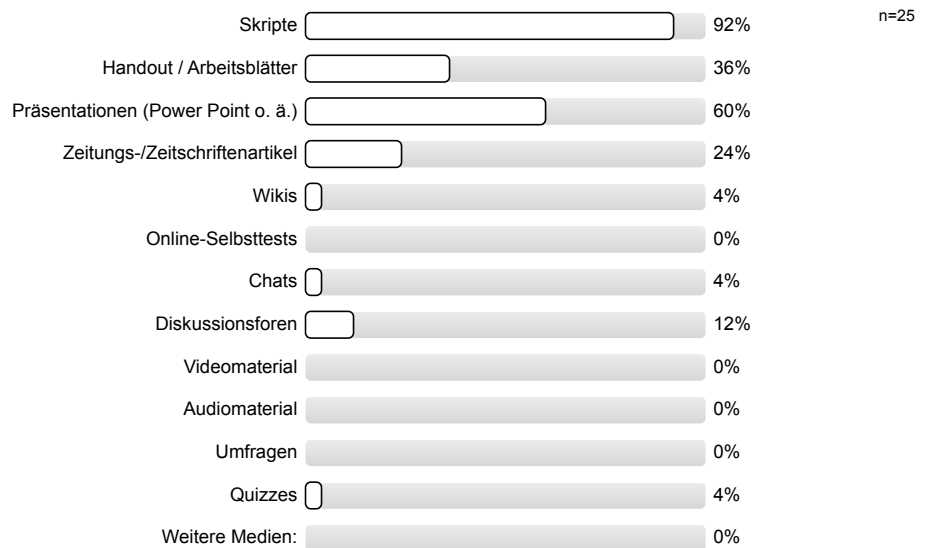 Skripte 92% n=25
Handout / Arbeitsblätter 36%
Präsentationen (Power Point o. ä.) 60%
Zeitungs-/Zeitschriftenartikel 24%
Wikis 4%
Online-Selbsttests 0%
Chats 4%
Diskussionsforen 12%
Videomaterial 0%
Audiomaterial 0%
Umfragen 0%
Quizzes 4%
Weitere Medien: 0%